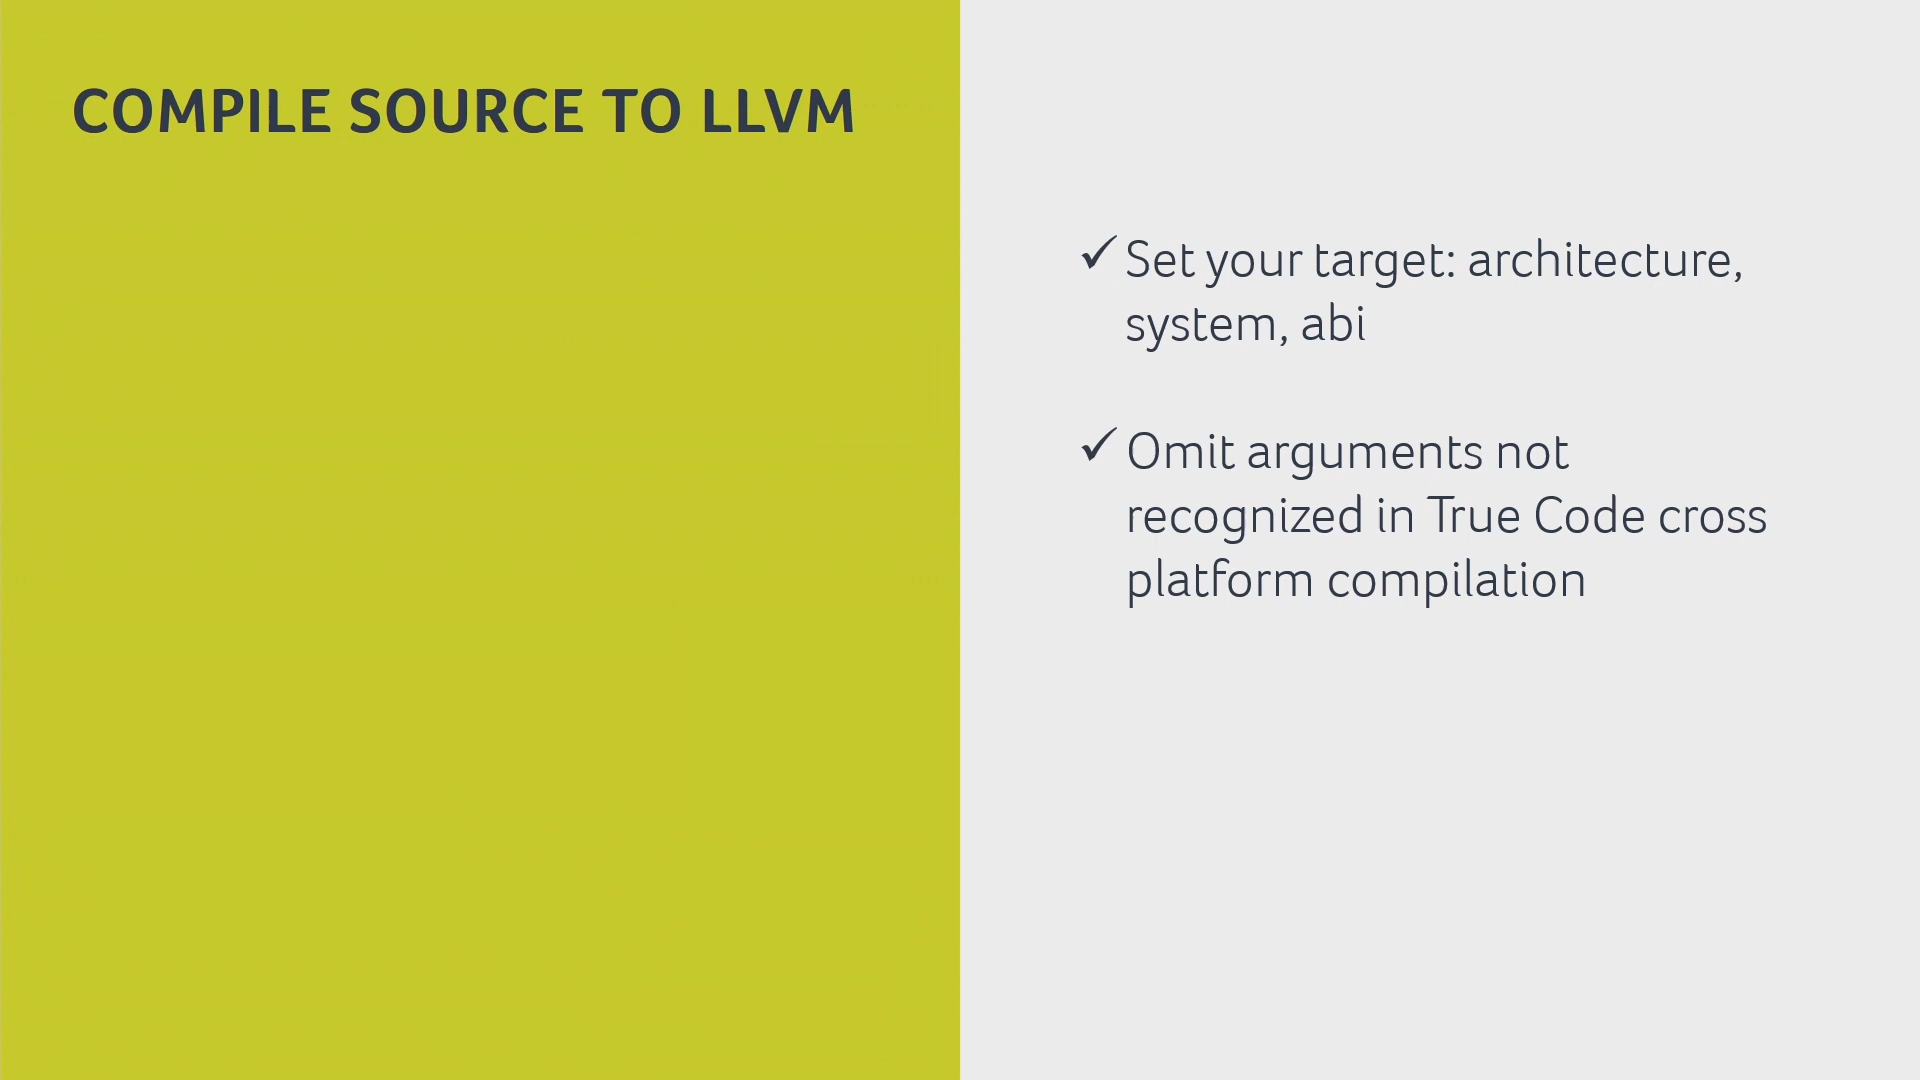 COMPILE SOURCE TO LLVM
✓ Set your target: architecture,
system, abi
✓ Omit arguments not
recognized in True Code cross
platform compilation